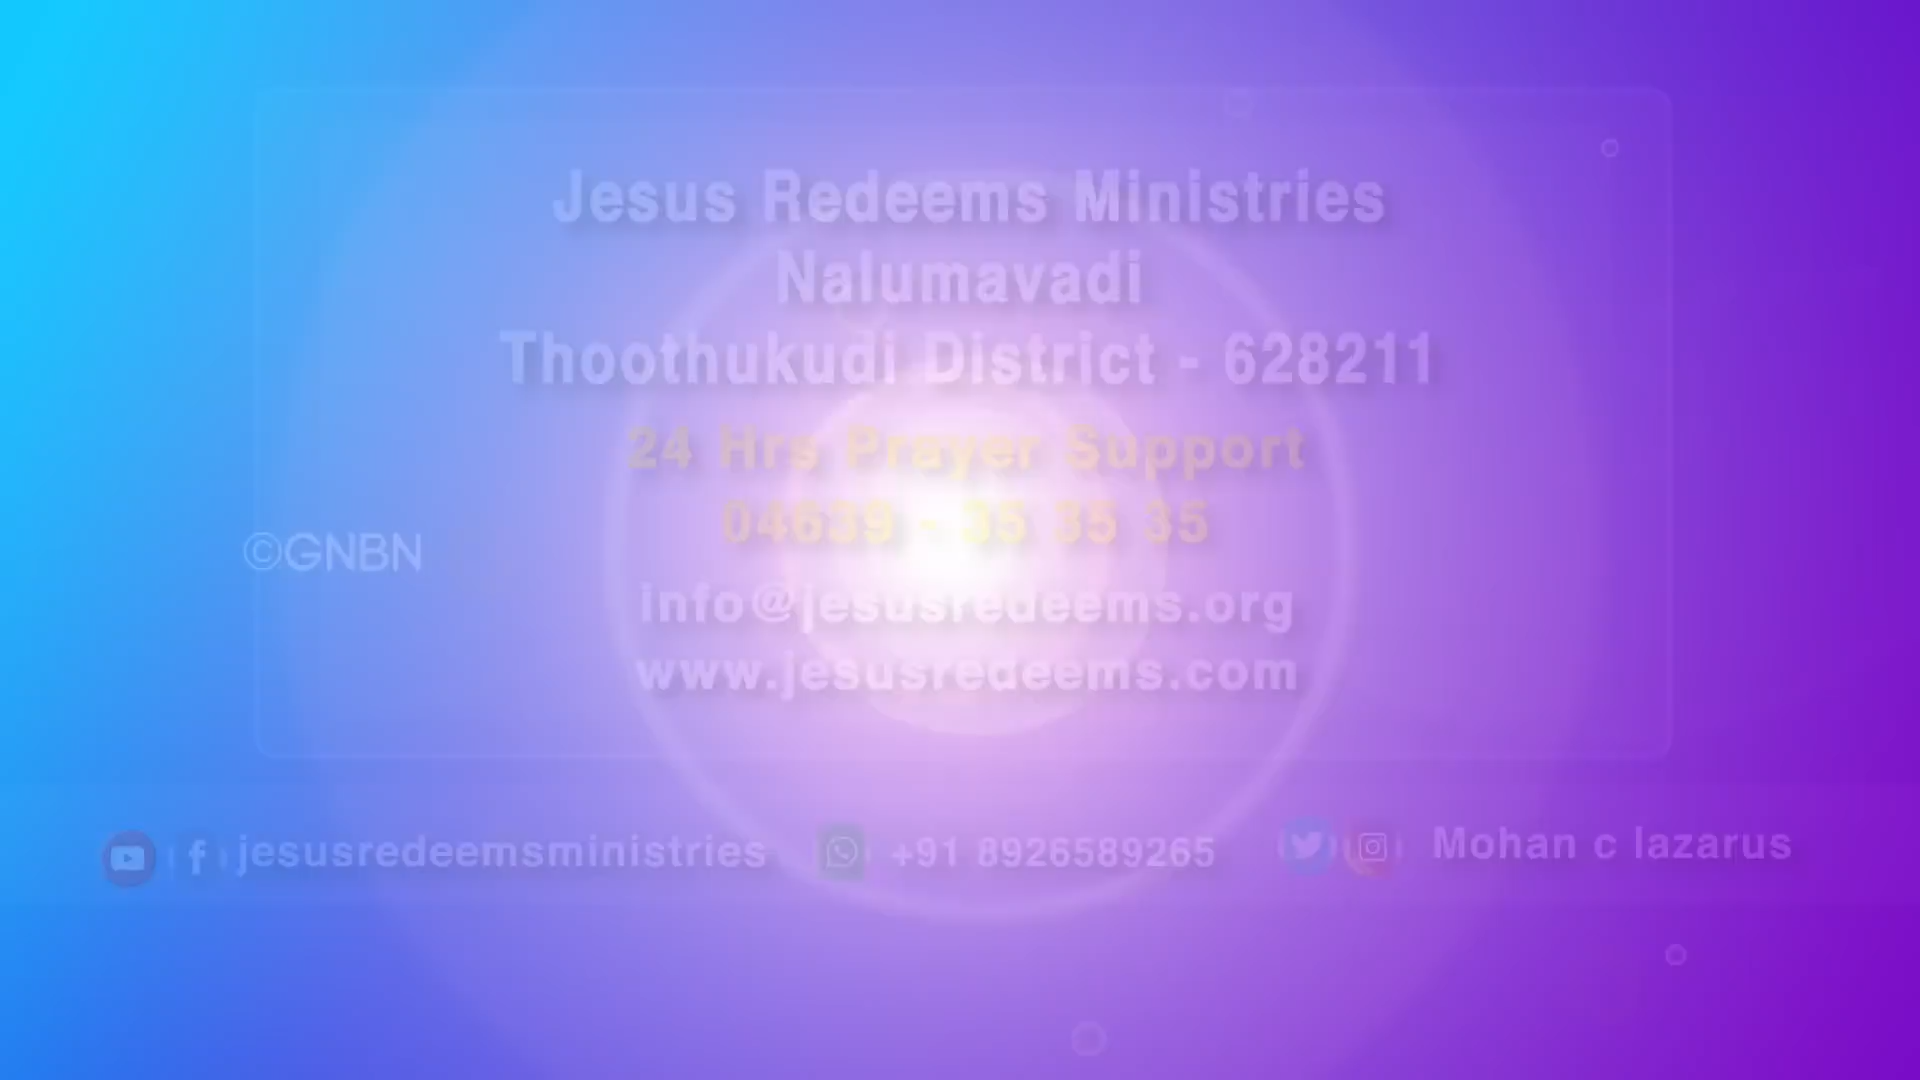 Jesus Redeems Ministries
Nalumavadi
Thoothukudi District - 628211
24 Hrs Prayer Support
04639 - 35 35 35
©GNBN
info@jesusredeems.org
www.jesusredeems.com
jesusredeemsministries
+91 8926589265
Mohan c lazarus